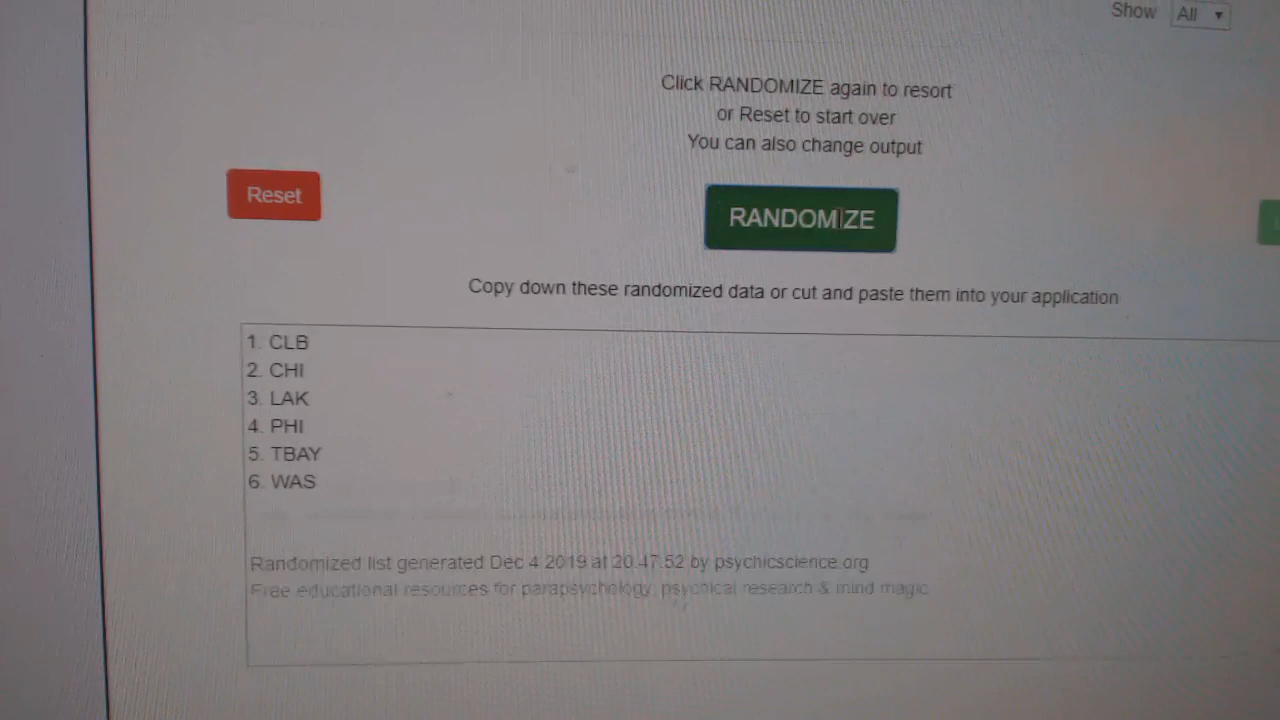 Show All
Click RANDOMIZE again to resort
or Reset to start over
You can also change output
Reset
RANDOMIZE
Copy down these randomized data or cut and paste them into your application
1. CLB
2. CHI
3. LAK
4. PHI
5. TBAY
6. WAS
Randomized list generated Dec 4 2019 at 20:47:52 by psychicscience.org
Free educational resources for parapsychology, psychical research & mind magic